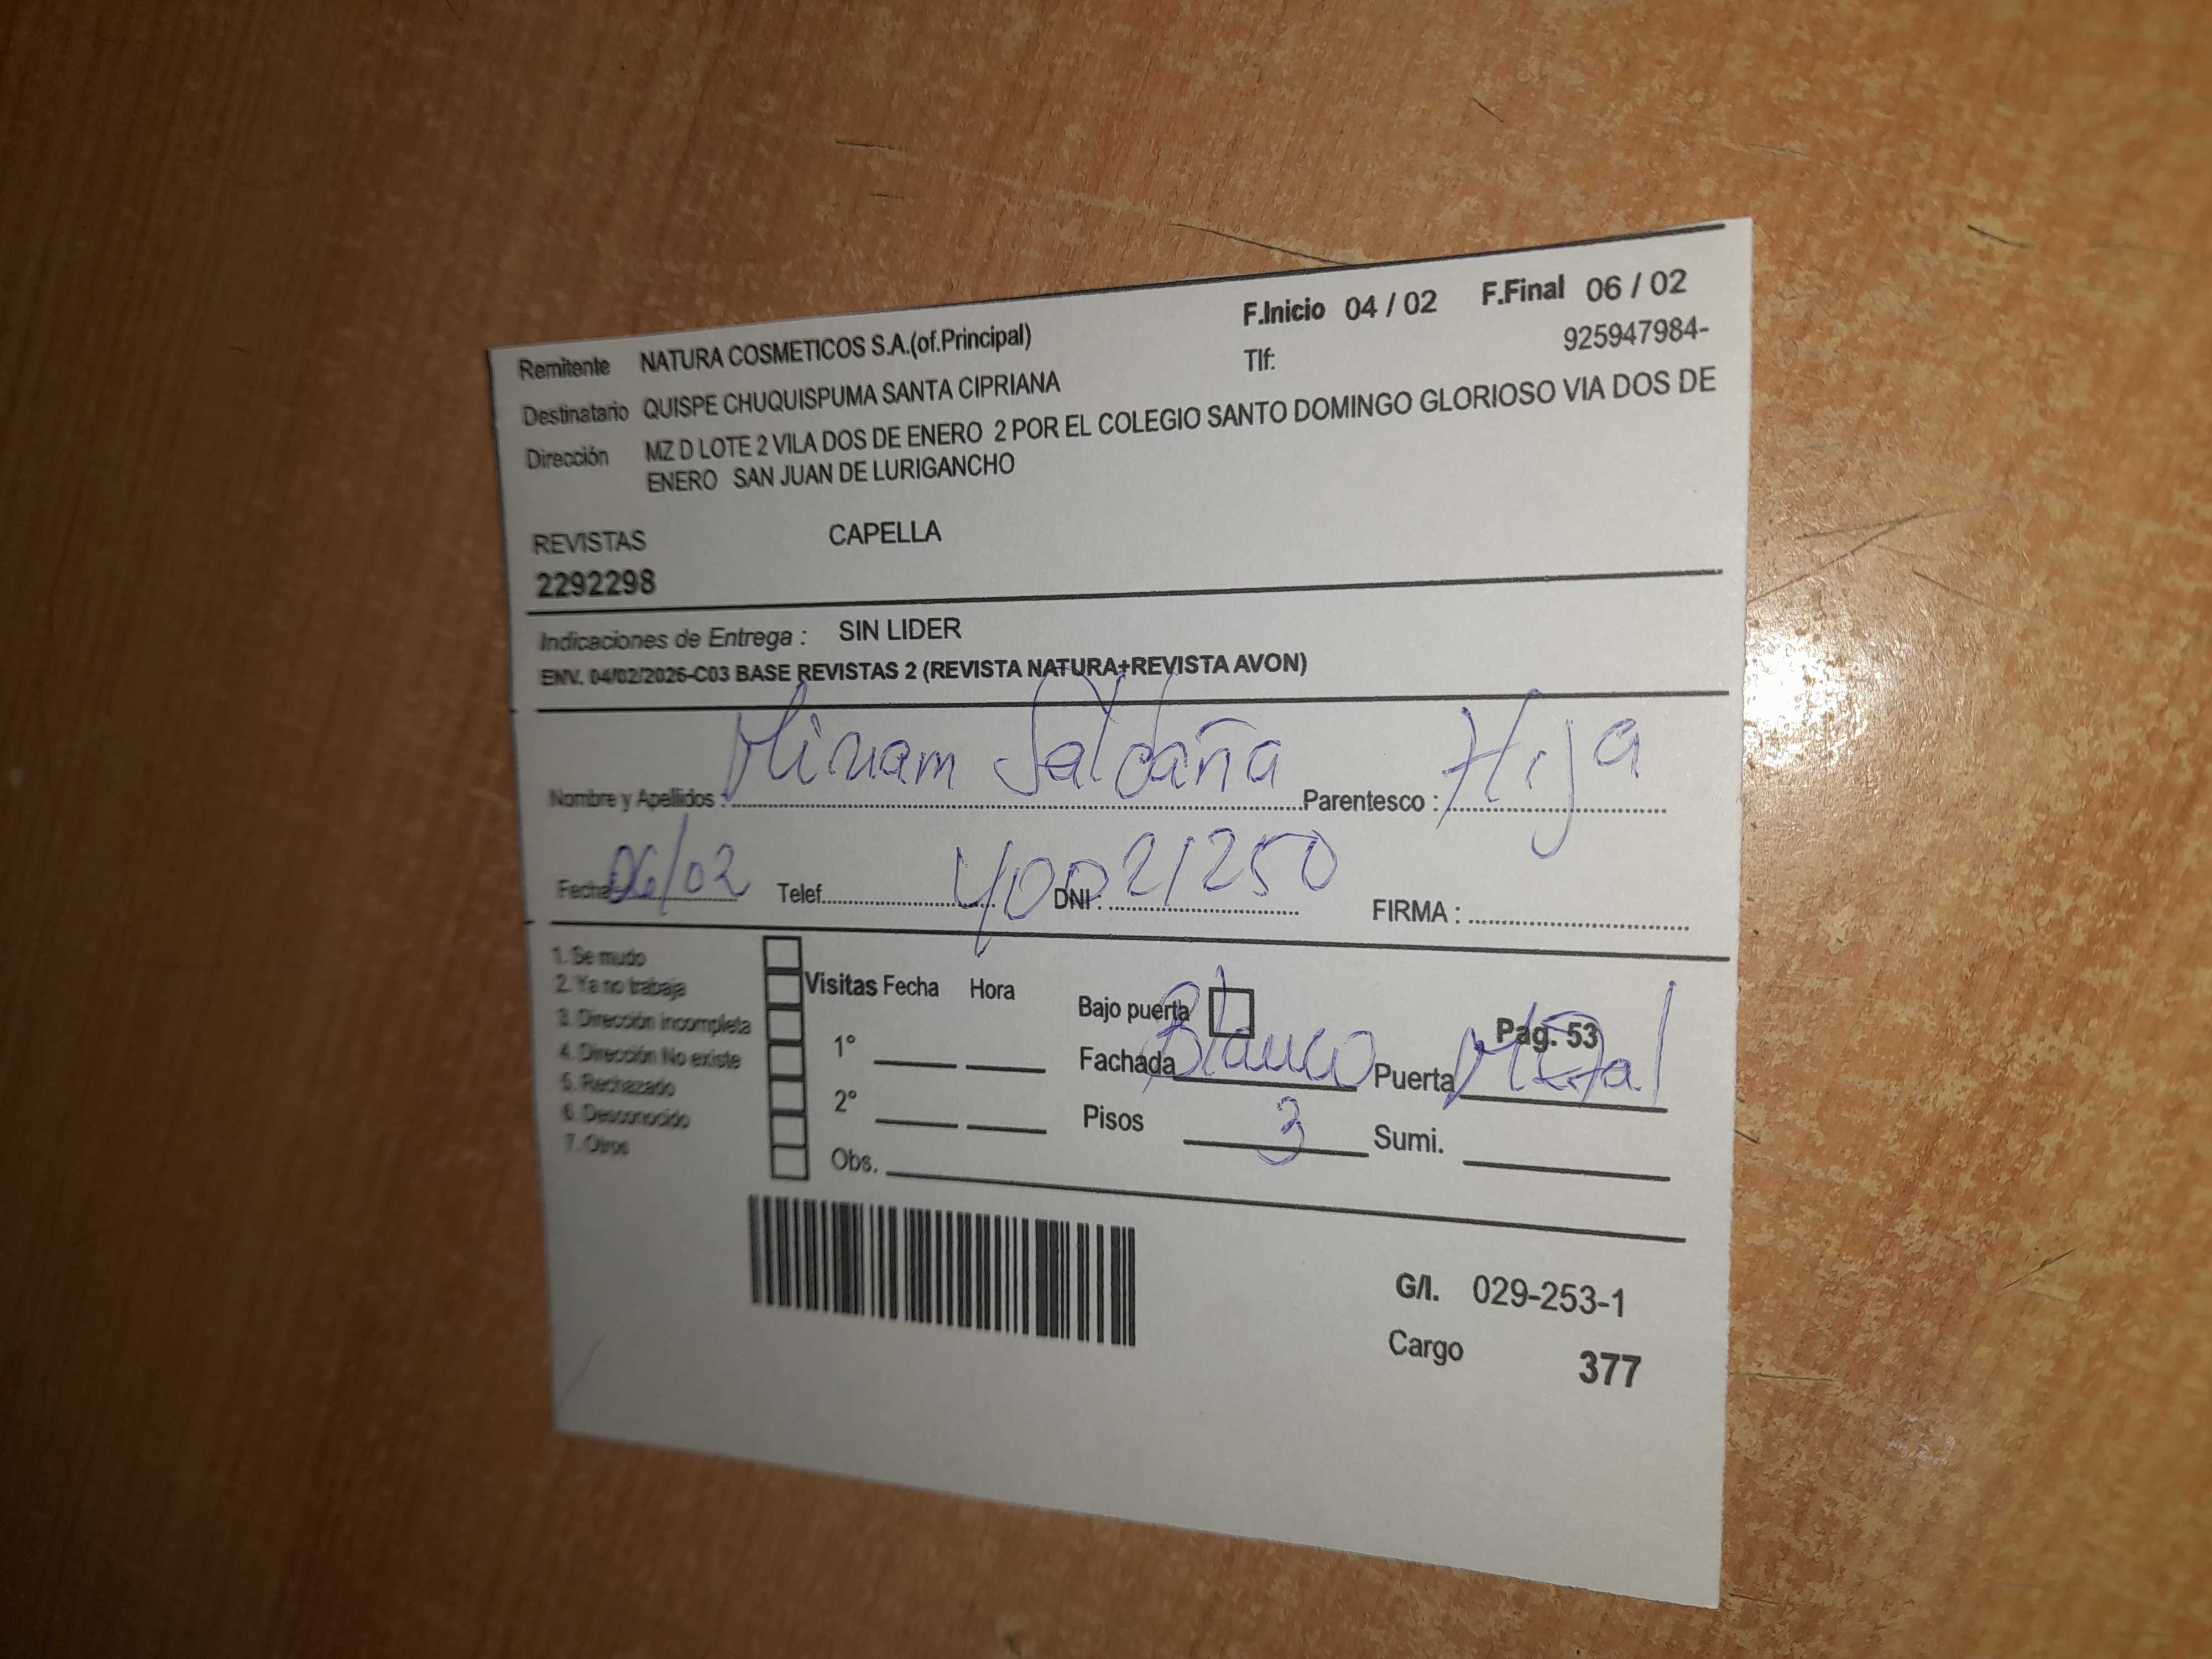 F.Inicio 04 / 02 F.Final 06 / 02
Remitente NATURA COSMETICOS S.A.(of.Principal) Tlf: 925947984-
Destinatario QUISPE CHUQUISPUMA SANTA CIPRIANA
Dirección MZ D LOTE 2 VILA DOS DE ENERO 2 POR EL COLEGIO SANTO DOMINGO GLORIOSO VIA DOS DE
ENERO SAN JUAN DE LURIGANCHO
REVISTAS CAPELLA
2292298
Indicaciones de Entrega : SIN LIDER
ENV. 04/02/2026-C03 BASE REVISTAS 2 (REVISTA NATURA+REVISTA AVON)
Nombre y Apellidos : Miriam Saldaña Parentesco : Hija
Fecha 06/02 Telef. DNI : 40021250 FIRMA :
1. Se mudo
2. Ya no trabaja
3. Dirección incompleta
4. Dirección No existe
5. Rechazado
6. Desconocido
7. Otros
Visitas Fecha Hora
1°
2°
Obs.
Bajo puerta Pag. 53
Fachada Blanco Puerta Metal
Pisos 3 Sumi.
G/I. 029-253-1
Cargo 377